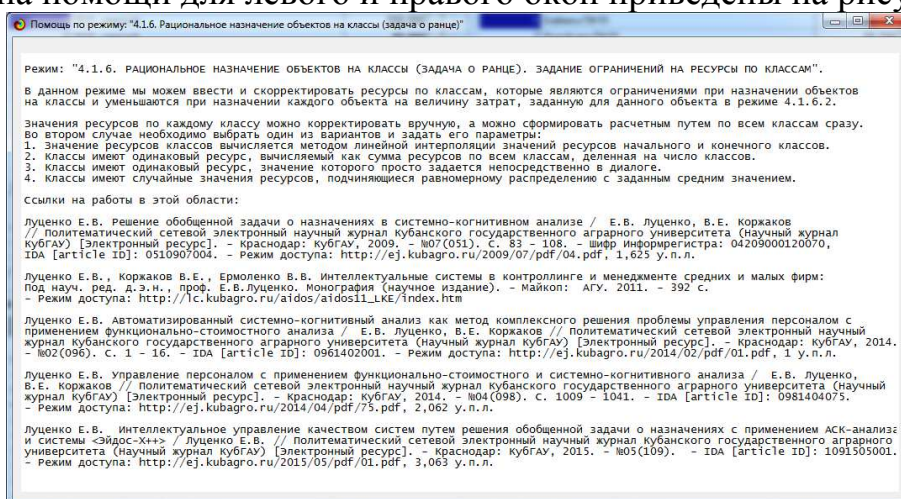 на помощи для левого и правого окон приведены на рису
Помощь по режиму: "4.1.6. Рациональное назначение объектов на классы (задача о ранце)"
Режим: "4.1.6. РАЦИОНАЛЬНОЕ НАЗНАЧЕНИЕ ОБЪЕКТОВ НА КЛАССЫ (ЗАДАЧА О РАНЦЕ). ЗАДАНИЕ ОГРАНИЧЕНИЙ НА РЕСУРСЫ ПО КЛАССАМ".
В данном режиме мы можем ввести и скорректировать ресурсы по классам, которые являются ограничениями при назначении объектов
на классы и уменьшаются при назначении каждого объекта на величину затрат, заданную для данного объекта в режиме 4.1.6.2.
Значения ресурсов по каждому классу можно корректировать вручную, а можно сформировать расчетным путем по всем классам сразу.
Во втором случае необходимо выбрать один из вариантов и задать его параметры:
1. Значение ресурсов классов вычисляется методом линейной интерполяции значений ресурсов начального и конечного классов.
2. Классы имеют одинаковый ресурс, вычисляемый как сумма ресурсов по всем классам, деленная на число классов.
3. Классы имеют одинаковый ресурс, значение которого просто задается непосредственно в диалоге.
4. Классы имеют случайные значения ресурсов, подчиняющиеся равномерному распределению с заданным средним значением.
Ссылки на работы в этой области:
Луценко Е.В. Решение обобщенной задачи о назначениях в системно-когнитивном анализе / Е.В. Луценко, В.Е. Коржаков
// Политематический сетевой электронный научный журнал Кубанского государственного аграрного университета (Научный журнал
КубГАУ) [Электронный ресурс]. – Краснодар: КубГАУ, 2009. – №07(051). С. 83 – 108. – Шифр Информрегистра: 04209000120070,
IDA [article ID]: 0510907004. – Режим доступа: http://ej.kubagro.ru/2009/07/pdf/04.pdf, 1,625 у.п.л.
Луценко Е.В., Коржаков В.Е., Ермоленко В.В. Интеллектуальные системы в контроллинге и менеджменте средних и малых фирм:
Под науч. ред. д.э.н., проф. Е.В.Луценко. Монография (научное издание). – Майкоп: АГУ. 2011. – 392 с.
– Режим доступа: http://lc.kubagro.ru/aidos/aidos11_LKE/index.htm
Луценко Е.В. Автоматизированный системно-когнитивный анализ как метод комплексного решения проблемы управления персоналом с
применением функционально-стоимостного анализа / Е.В. Луценко, В.Е. Коржаков // Политематический сетевой электронный научный
журнал Кубанского государственного аграрного университета (Научный журнал КубГАУ) [Электронный ресурс]. – Краснодар: КубГАУ, 2014.
– №02(096). С. 1 – 16. – IDA [article ID]: 0961402001. – Режим доступа: http://ej.kubagro.ru/2014/02/pdf/01.pdf, 1 у.п.л.
Луценко Е.В. Управление персоналом с применением функционально-стоимостного и системно-когнитивного анализа / Е.В. Луценко,
В.Е. Коржаков // Политематический сетевой электронный научный журнал Кубанского государственного аграрного университета (Научный
журнал КубГАУ) [Электронный ресурс]. – Краснодар: КубГАУ, 2014. – №04(098). С. 1009 – 1041. – IDA [article ID]: 0981404075.
– Режим доступа: http://ej.kubagro.ru/2014/04/pdf/75.pdf, 2,062 у.п.л.
Луценко Е.В. Интеллектуальное управление качеством систем путем решения обобщенной задачи о назначениях с применением АСК-анализа
и системы <Эйдос-Х++> / Луценко Е.В. // Политематический сетевой электронный научный журнал Кубанского государственного аграрного
университета (Научный журнал КубГАУ) [Электронный ресурс]. – Краснодар: КубГАУ, 2015. – №05(109). – IDA [article ID]: 1091505001.
– Режим доступа: http://ej.kubagro.ru/2015/05/pdf/01.pdf, 3,063 у.п.л.